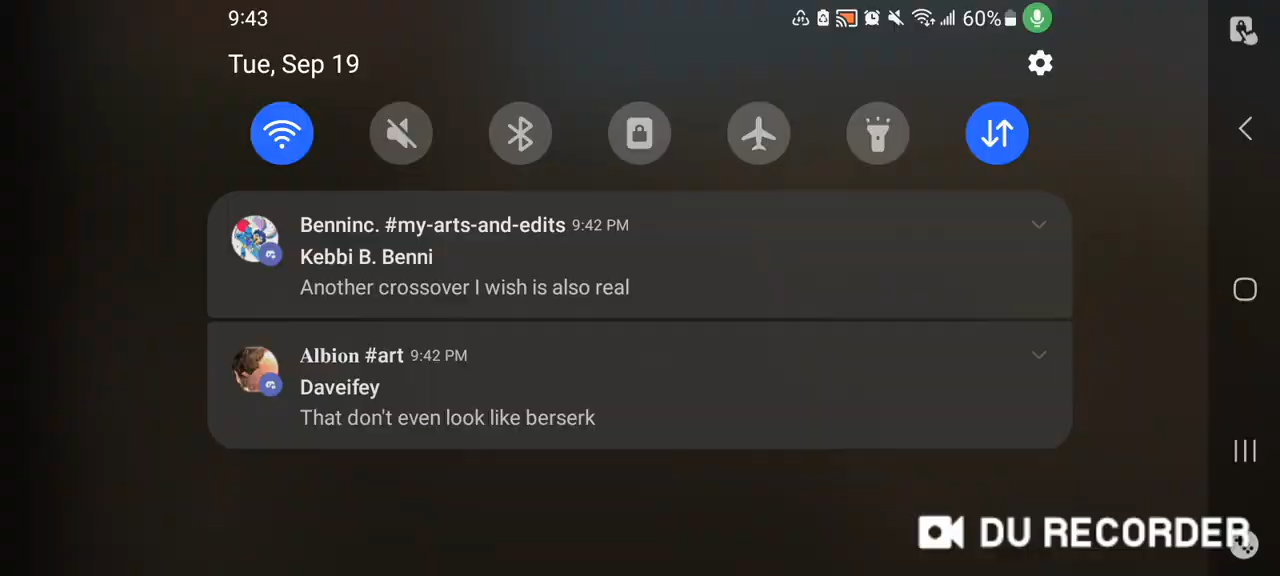 9:43
60%
Tue, Sep 19
Benninc. #my-arts-and-edits 9:42 PM
Kebbi B. Benni
Another crossover I wish is also real
Albion #art 9:42 PM
Daveifey
That don't even look like berserk
DU RECORDER